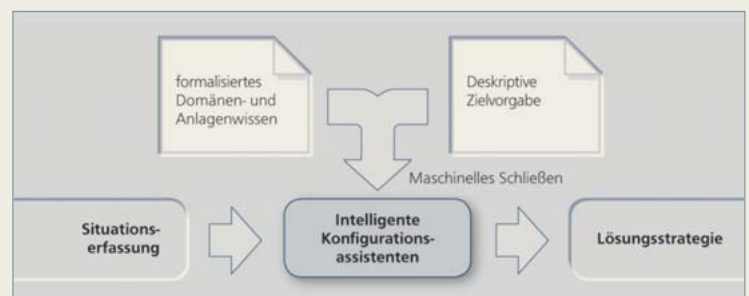 formalisiertes
Domänen- und
Anlagenwissen
Deskriptive
Zielvorgabe
Maschinelles Schließen
Situations-
erfassung
Intelligente
Konfigurations-
assistenten
Lösungsstrategie